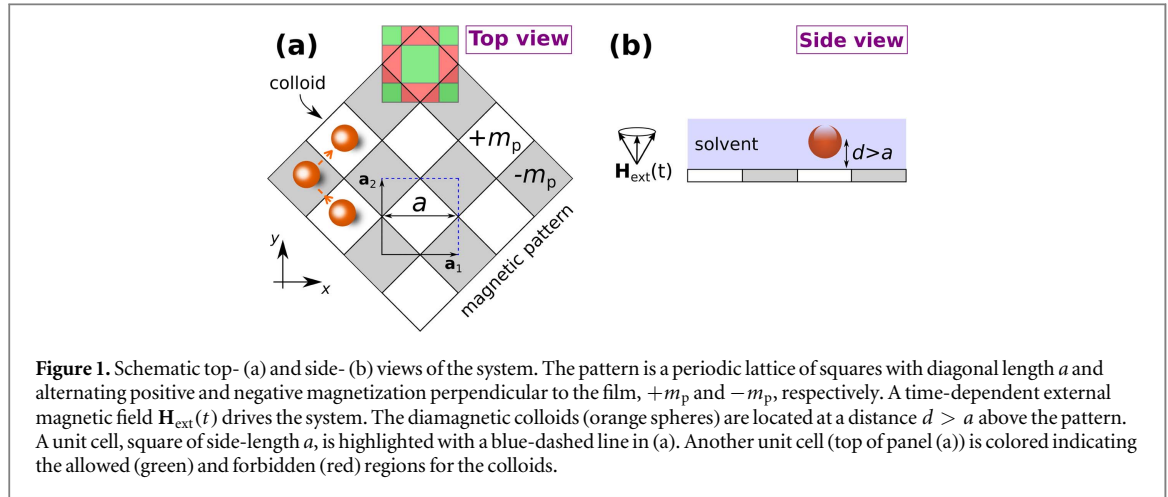 (a)
Top view
colloid
+mₚ
-mₚ
a₂
a
a₁
y
x
magnetic pattern
(b)
Side view
solvent
d>a
H_ext(t)
Figure 1. Schematic top- (a) and side- (b) views of the system. The pattern is a periodic lattice of squares with diagonal length a and
alternating positive and negative magnetization perpendicular to the film, +mₚ and −mₚ, respectively. A time-dependent external
magnetic field H_ext(t) drives the system. The diamagnetic colloids (orange spheres) are located at a distance d > a above the pattern.
A unit cell, square of side-length a, is highlighted with a blue-dashed line in (a). Another unit cell (top of panel (a)) is colored indicating
the allowed (green) and forbidden (red) regions for the colloids.